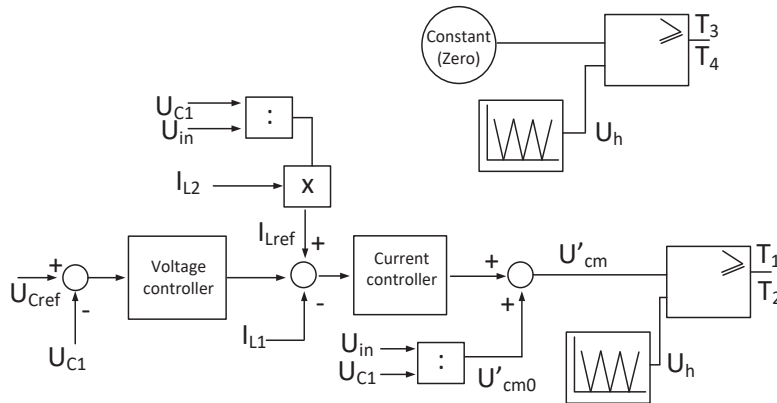 Constant
(Zero)
≥
T3
T4
Uh
UC1
Uin
:
IL2
x
ILref
+
+
Voltage
controller
Current
controller
+
U'cm
≥
T1
T2
UCref
-
UC1
-
IL1
+
Uin
UC1
:
U'cm0
Uh